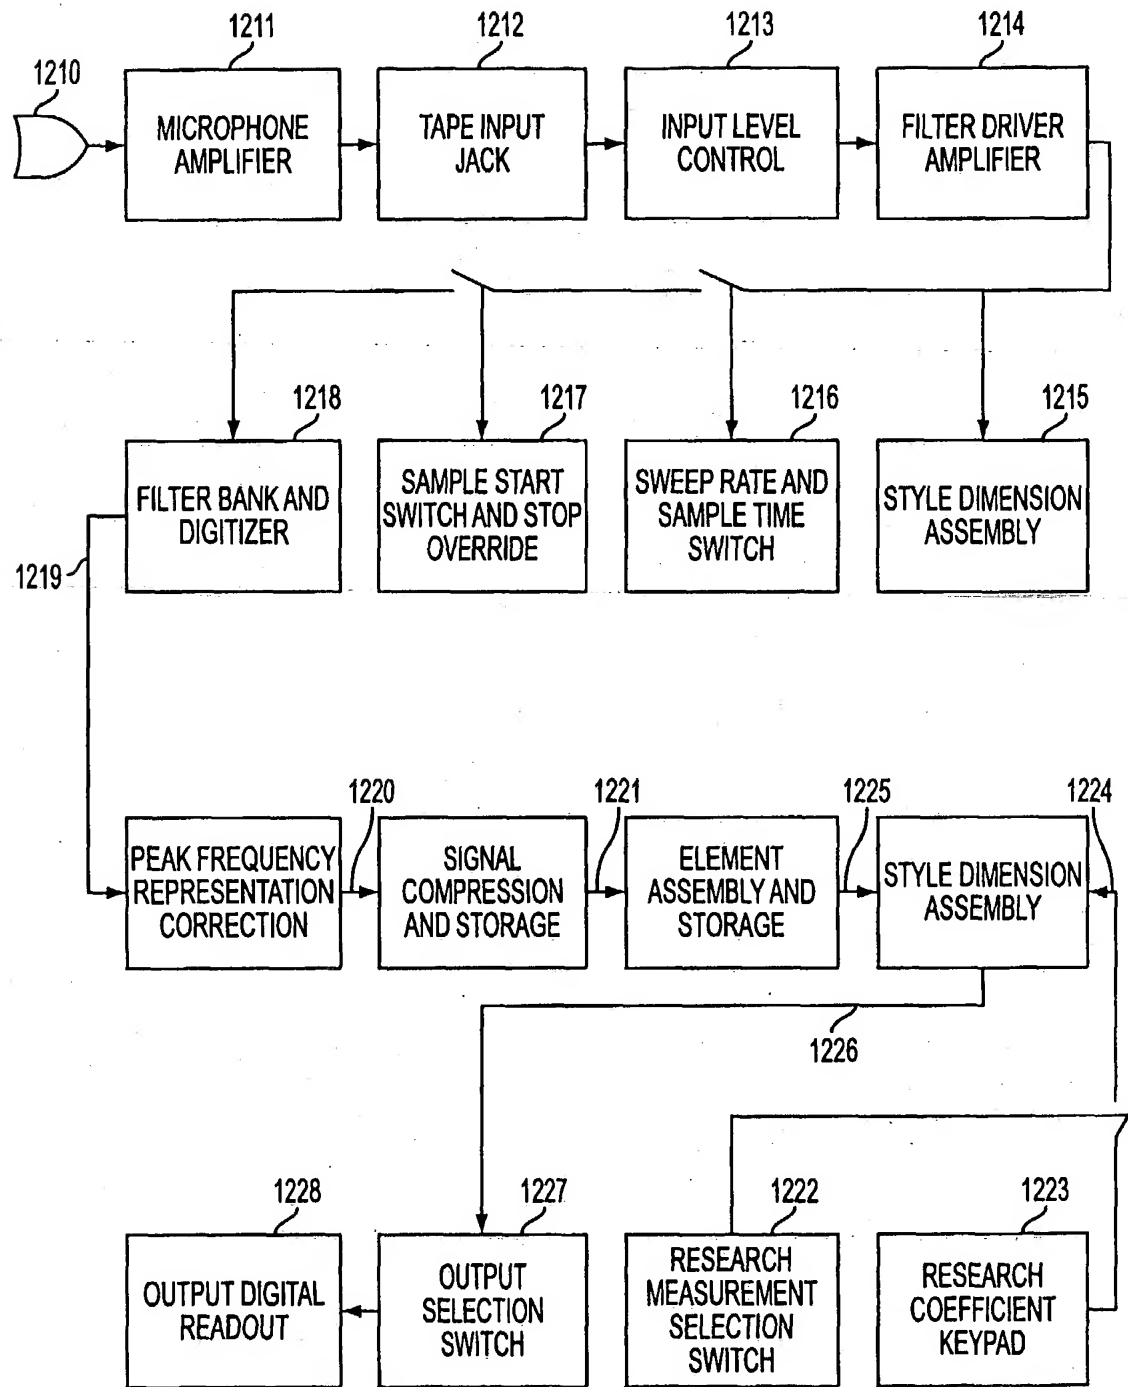 1211
1212
1213
1214
1210
MICROPHONE
AMPLIFIER
TAPE INPUT
JACK
INPUT LEVEL
CONTROL
FILTER DRIVER
AMPLIFIER
1218
1217
1216
1215
FILTER BANK AND
DIGITIZER
SAMPLE START
SWITCH AND STOP
OVERRIDE
SWEEP RATE AND
SAMPLE TIME
SWITCH
STYLE DIMENSION
ASSEMBLY
1219
1220
1221
1225
1224
PEAK FREQUENCY
REPRESENTATION
CORRECTION
SIGNAL
COMPRESSION
AND STORAGE
ELEMENT
ASSEMBLY AND
STORAGE
STYLE DIMENSION
ASSEMBLY
1226
1228
1227
1222
1223
OUTPUT DIGITAL
READOUT
OUTPUT
SELECTION
SWITCH
RESEARCH
MEASUREMENT
SELECTION
SWITCH
RESEARCH
COEFFICIENT
KEYPAD